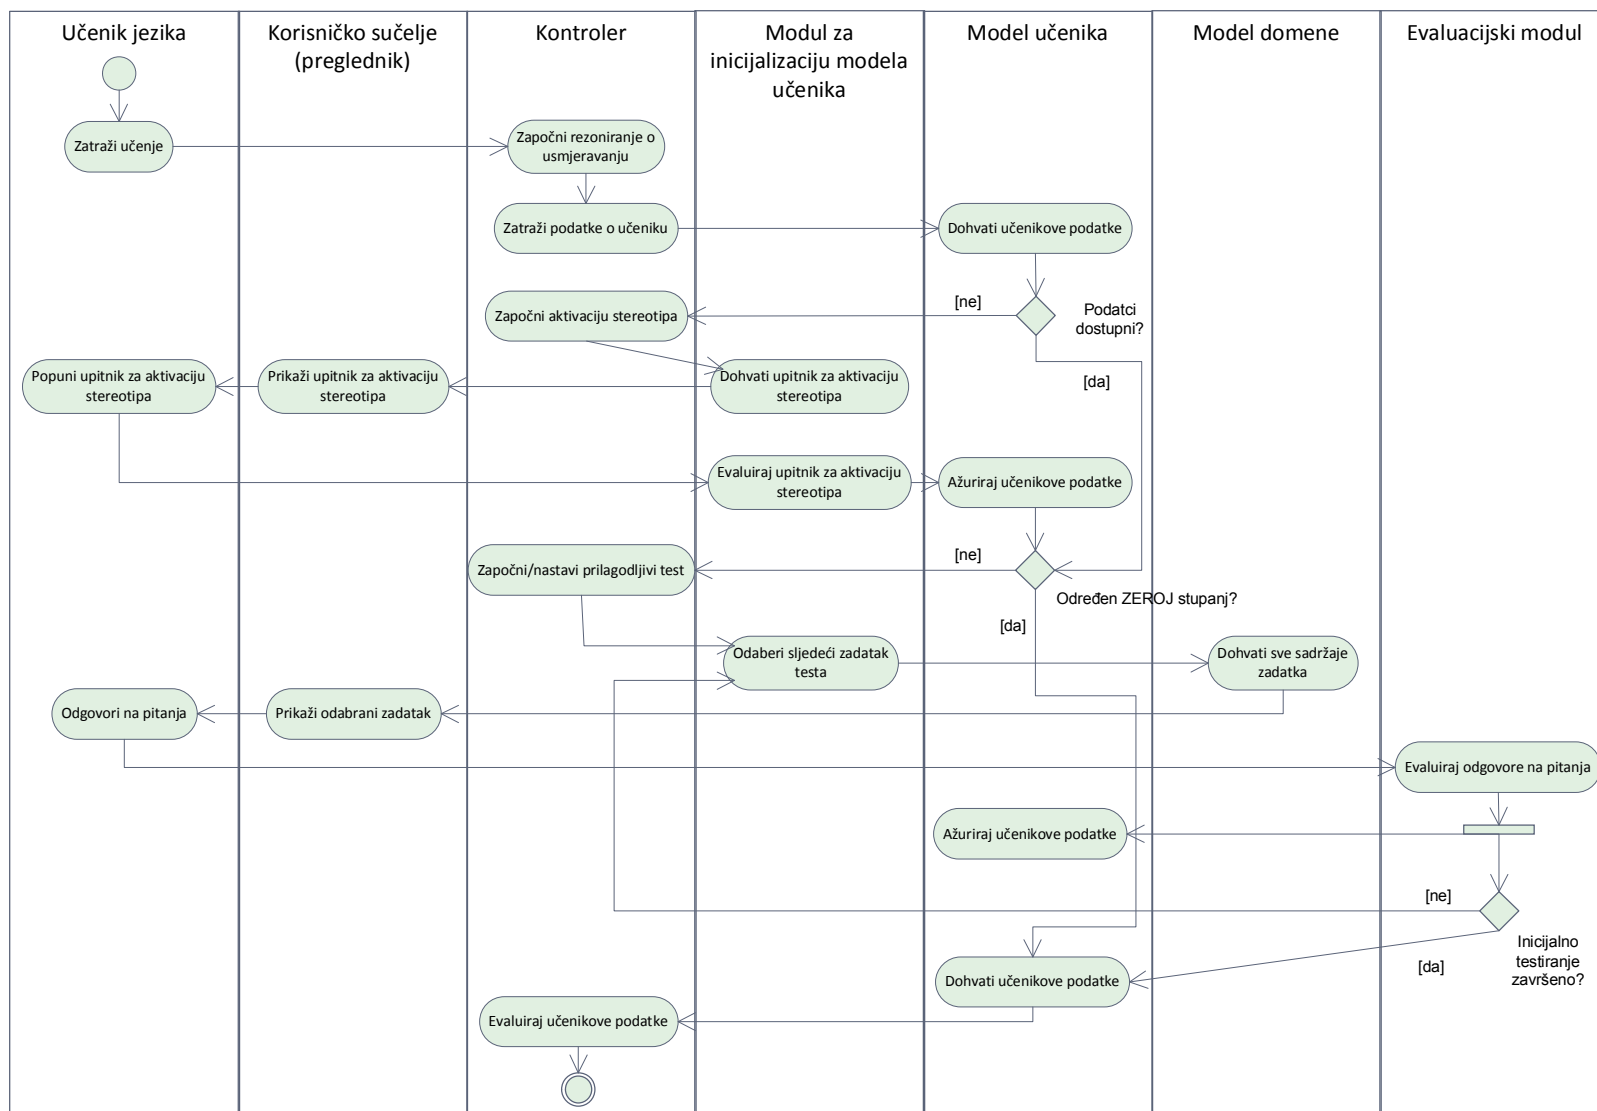 Učenik jezika
Korisničko sučelje
(preglednik)
Kontroler
Modul za
inicijalizaciju modela
učenika
Model učenika
Model domene
Evaluacijski modul
Zatraži učenje
Započni rezoniranje o
usmjeravanju
Zatraži podatke o učeniku
Dohvati učenikove podatke
Započni aktivaciju stereotipa
[ne]
Podatci
dostupni?
[da]
Popuni upitnik za aktivaciju
stereotipa
Prikaži upitnik za aktivaciju
stereotipa
Dohvati upitnik za aktivaciju
stereotipa
Evaluiraj upitnik za aktivaciju
stereotipa
Ažuriraj učenikove podatke
Započni/nastavi prilagodljivi test
[ne]
Određen ZEROJ stupanj?
[da]
Odaberi sljedeći zadatak
testa
Dohvati sve sadržaje
zadatka
Odgovori na pitanja
Prikaži odabrani zadatak
Evaluiraj odgovore na pitanja
Ažuriraj učenikove podatke
[ne]
Inicijalno
testiranje
završeno?
[da]
Dohvati učenikove podatke
Evaluiraj učenikove podatke